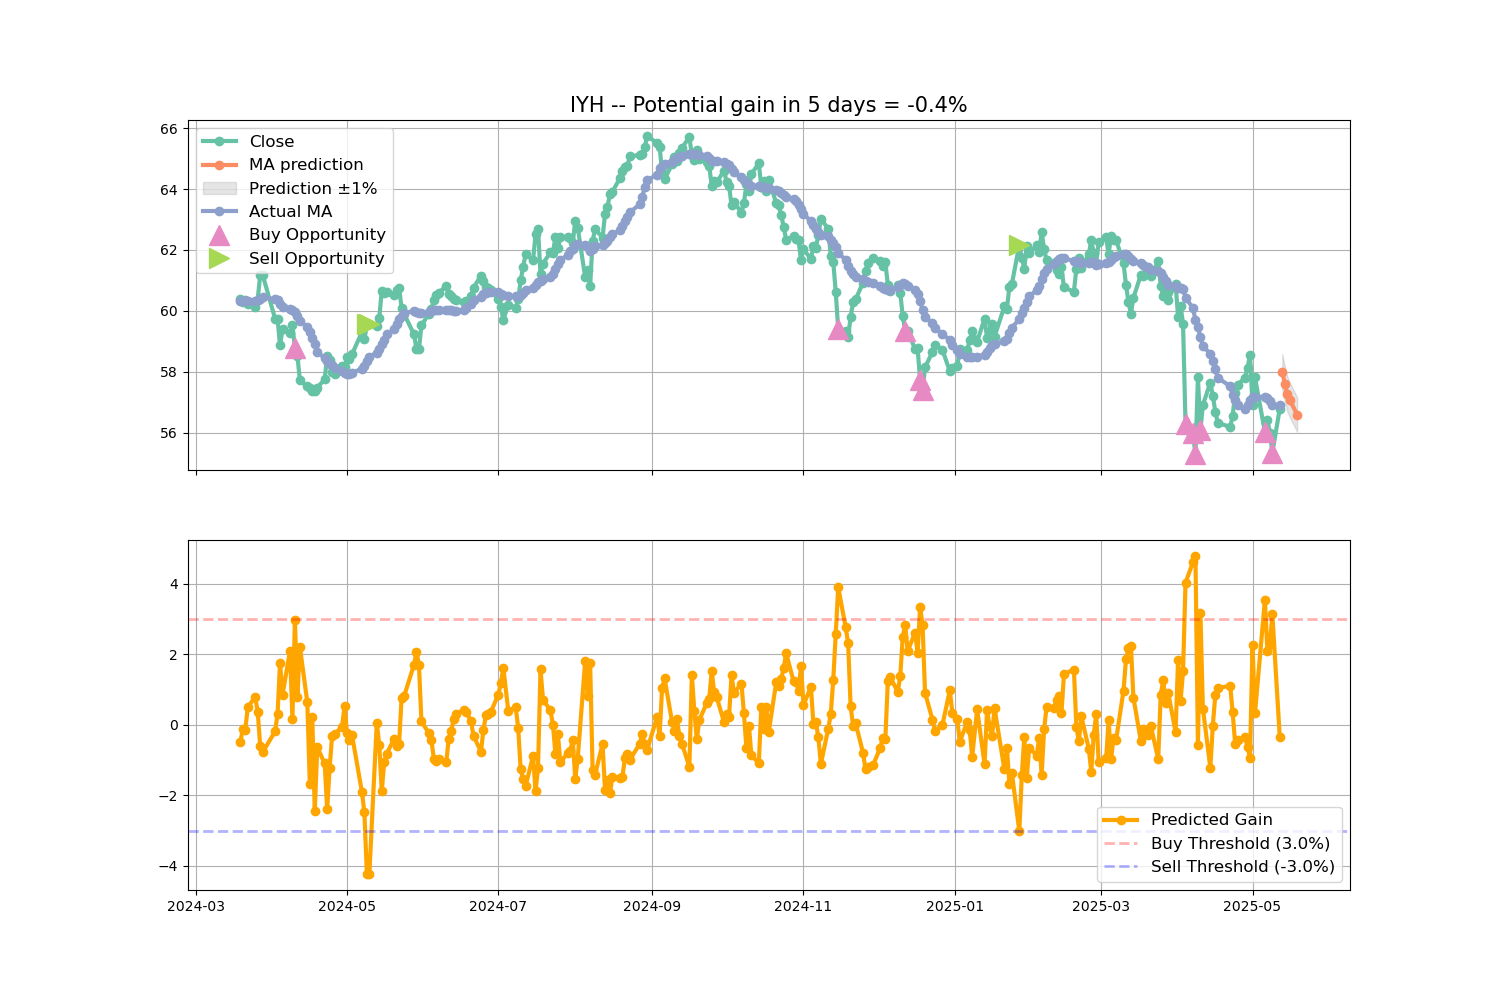 IYH -- Potential gain in 5 days = -0.4%
66
64
62
60
58
56
Close
MA prediction
Prediction ±1%
Actual MA
Buy Opportunity
Sell Opportunity
4
2
0
−2
−4
Predicted Gain
Buy Threshold (3.0%)
Sell Threshold (-3.0%)
2024-03 2024-05 2024-07 2024-09 2024-11 2025-01 2025-03 2025-05